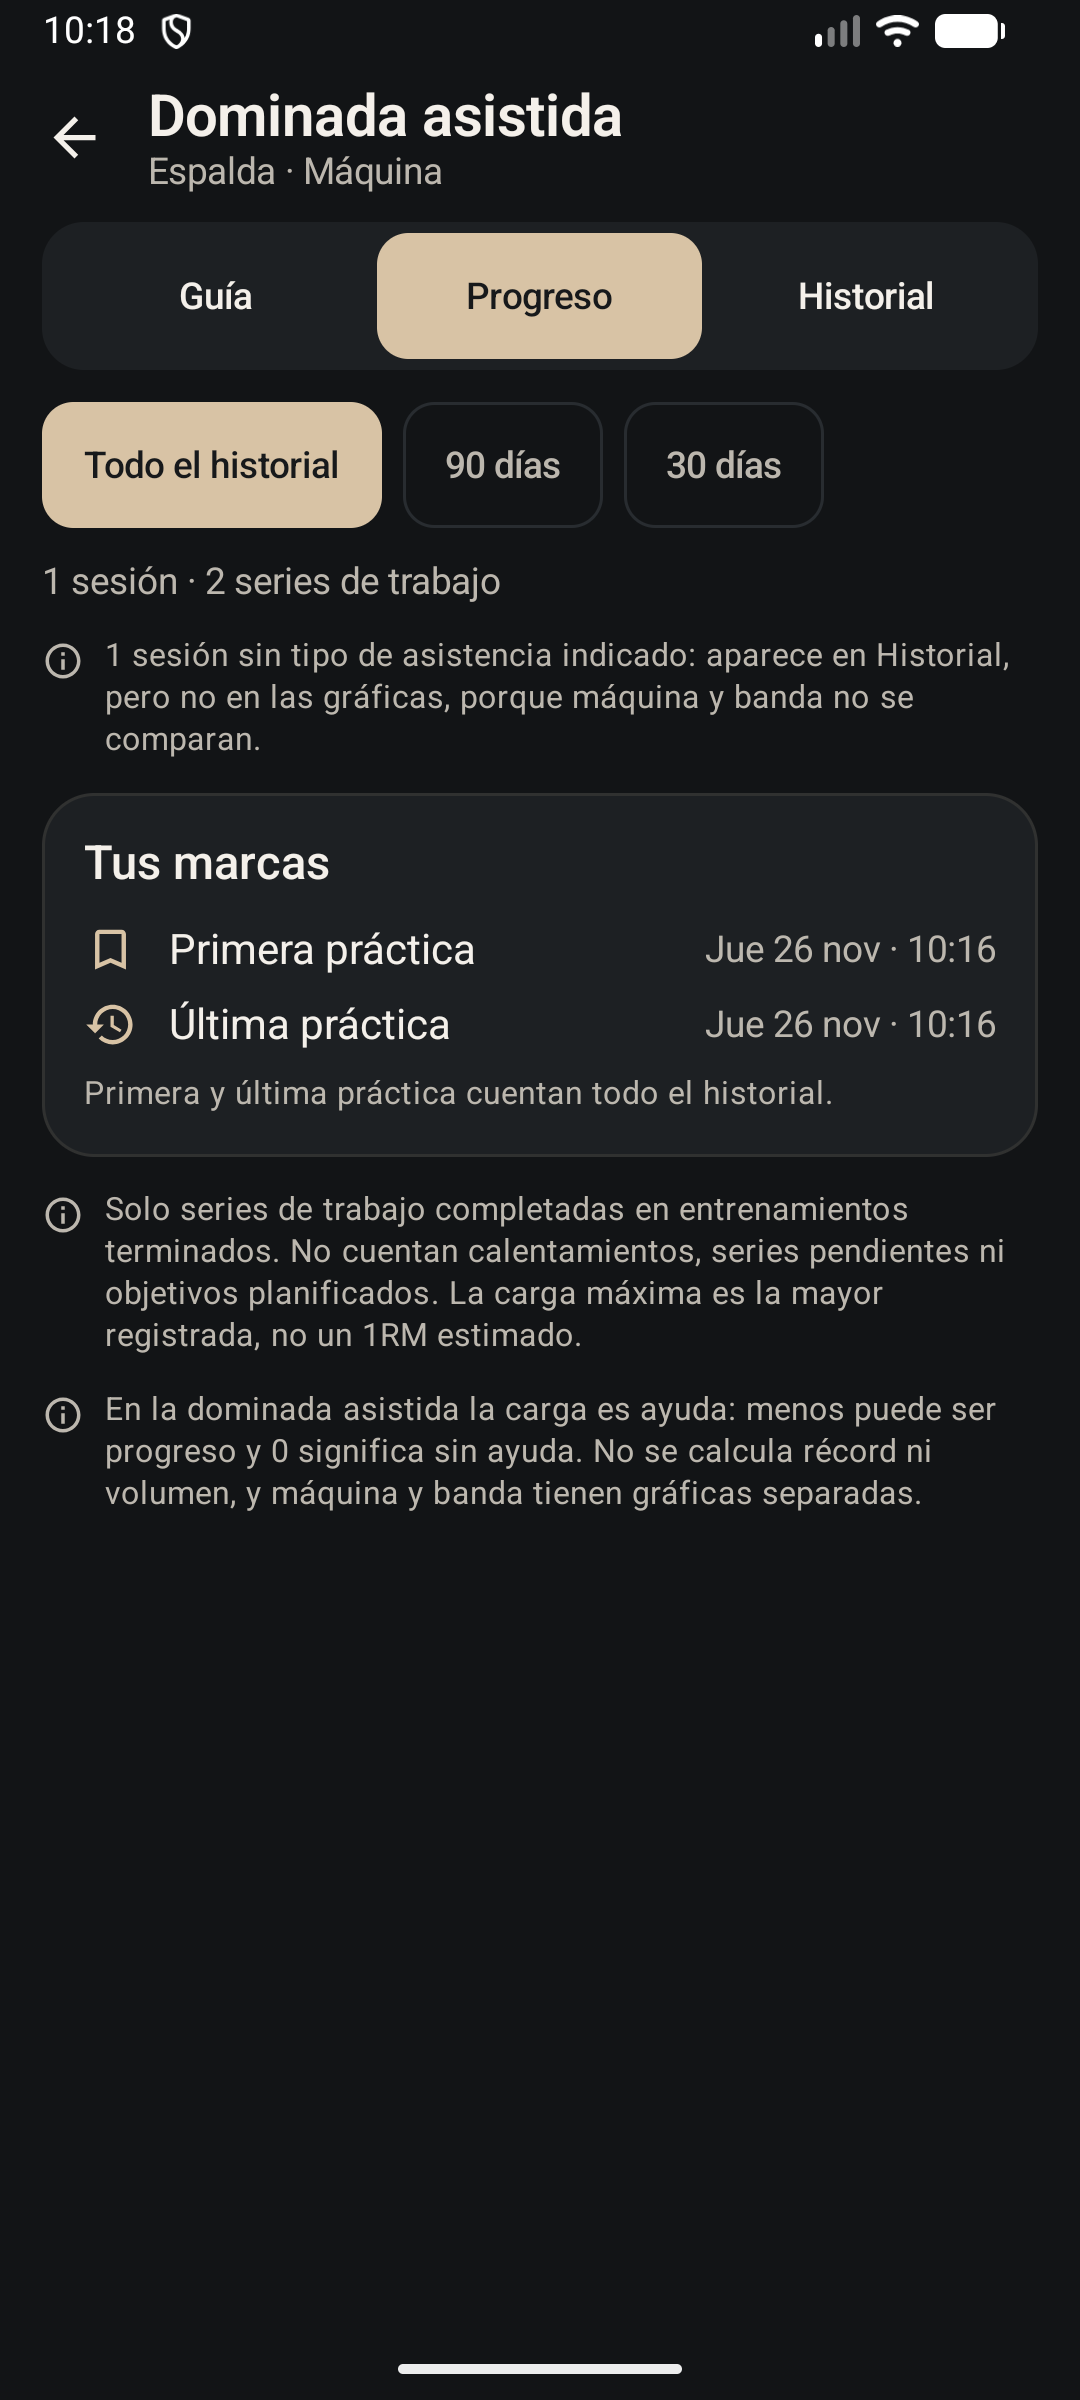 10:18
Dominada asistida
Espalda · Máquina
Guía
Progreso
Historial
Todo el historial
90 días
30 días
1 sesión · 2 series de trabajo
1 sesión sin tipo de asistencia indicado: aparece en Historial,
pero no en las gráficas, porque máquina y banda no se
comparan.
Tus marcas
Primera práctica
Jue 26 nov · 10:16
Última práctica
Jue 26 nov · 10:16
Primera y última práctica cuentan todo el historial.
Solo series de trabajo completadas en entrenamientos
terminados. No cuentan calentamientos, series pendientes ni
objetivos planificados. La carga máxima es la mayor
registrada, no un 1RM estimado.
En la dominada asistida la carga es ayuda: menos puede ser
progreso y 0 significa sin ayuda. No se calcula récord ni
volumen, y máquina y banda tienen gráficas separadas.